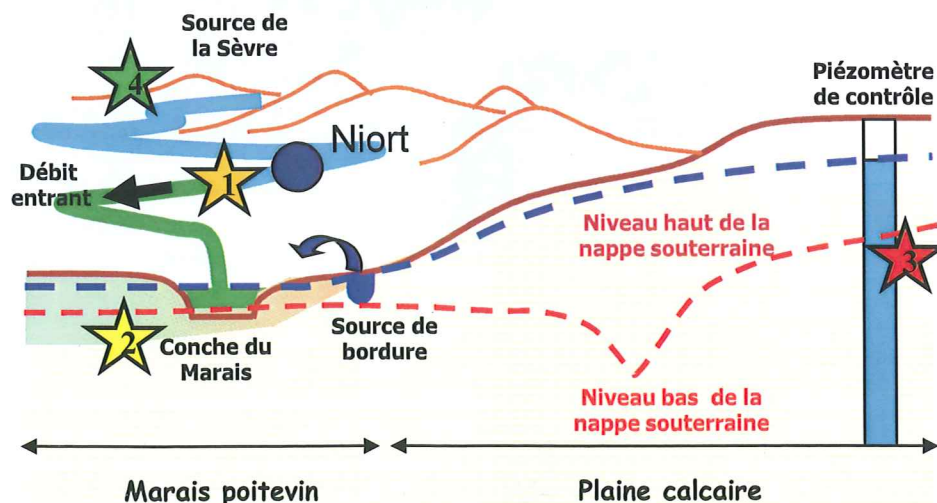 Source de
la Sèvre
4
Piézomètre
de contrôle
Niort
Débit
entrant
1
Niveau haut de la
nappe souterraine
3
2
Conche du
Marais
Source de
bordure
Niveau bas de la
nappe souterraine
Marais poitevin
Plaine calcaire